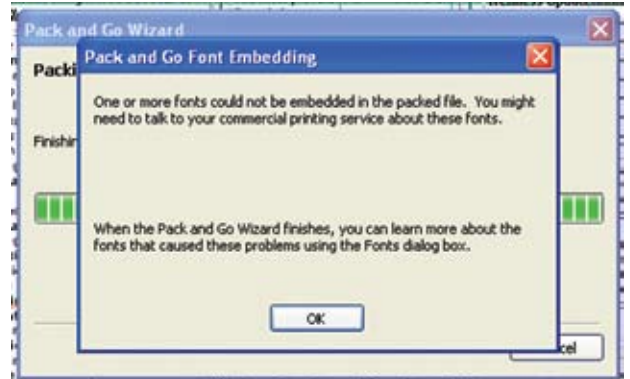 Pack and Go Wizard
Pack and Go Font Embedding
Packi
One or more fonts could not be embedded in the packed file. You might
need to talk to your commercial printing service about these fonts.
Finishin
When the Pack and Go Wizard finishes, you can learn more about the
fonts that caused these problems using the Fonts dialog box.
OK
cel